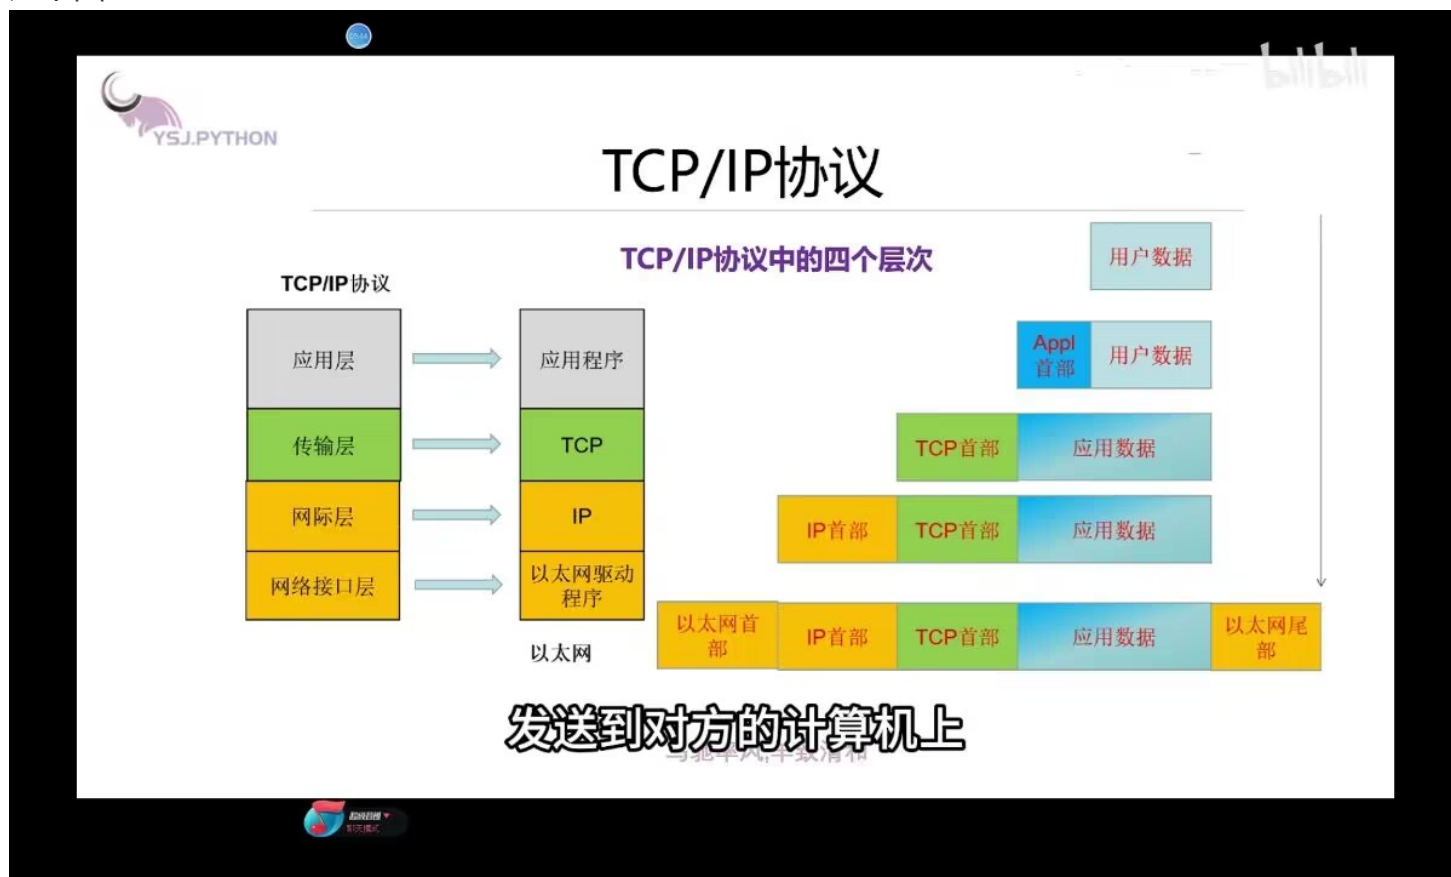 bilibili
YSJ.PYTHON
TCP/IP协议
TCP/IP协议中的四个层次
TCP/IP协议
应用层
传输层
网际层
网络接口层
应用程序
TCP
IP
以太网驱动
程序
以太网
用户数据
Appl
首部
用户数据
TCP首部
应用数据
IP首部
TCP首部
应用数据
以太网首
部
IP首部
TCP首部
应用数据
以太网尾
部
发送到对方的计算机上